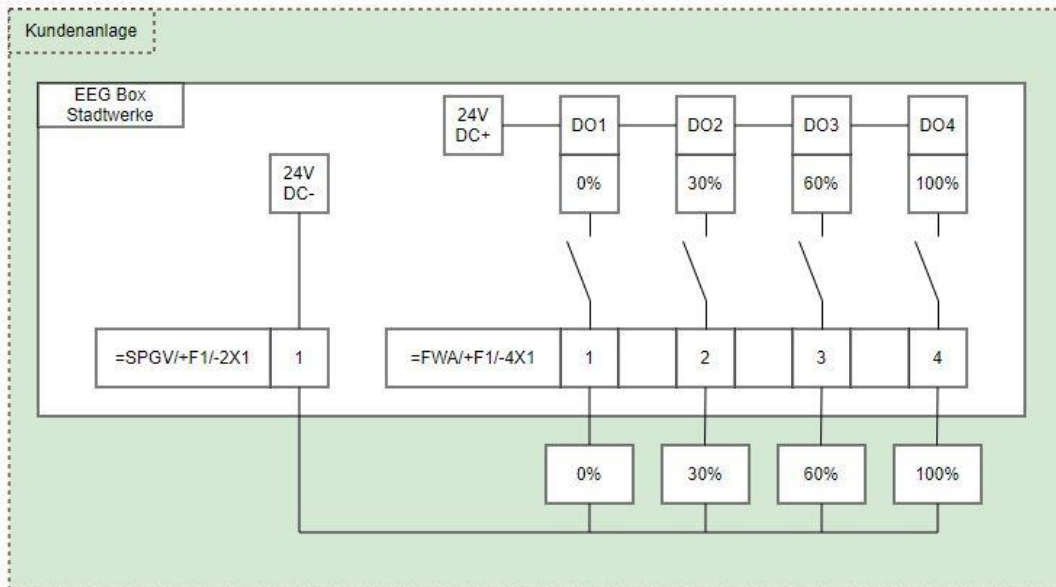 Kundenanlage
EEG Box
Stadtwerke
24V
DC+
DO1
DO2
DO3
DO4
24V
DC-
0%
30%
60%
100%
=SPGV/+F1/-2X1
1
=FWA/+F1/-4X1
1
2
3
4
0%
30%
60%
100%